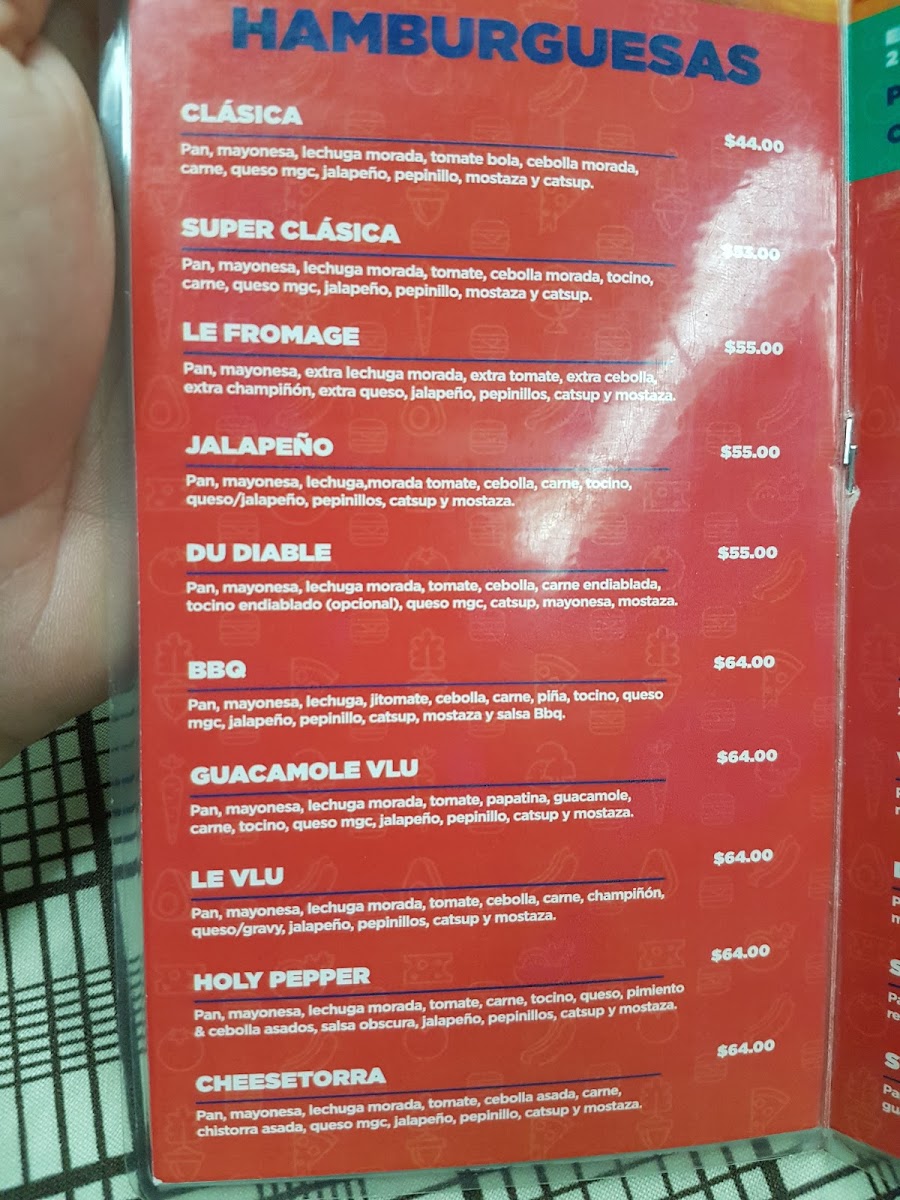 HAMBURGUESAS
CLÁSICA
$44.00
Pan, mayonesa, lechuga morada, tomate bola, cebolla morada,
carne, queso mgc, jalapeño, pepinillo, mostaza y catsup.
SUPER CLÁSICA
$53.00
Pan, mayonesa, lechuga morada, tomate, cebolla morada, tocino,
carne, queso mgc, jalapeño, pepinillo, mostaza y catsup.
LE FROMAGE
$55.00
Pan, mayonesa, extra lechuga morada, extra tomate, extra cebolla,
extra champiñón, extra queso, jalapeño, pepinillos, catsup y mostaza.
JALAPEÑO
$55.00
Pan, mayonesa, lechuga,morada tomate, cebolla, carne, tocino,
queso/jalapeño, pepinillos, catsup y mostaza.
DU DIABLE
$55.00
Pan, mayonesa, lechuga morada, tomate, cebolla, carne endiablada,
tocino endiablado (opcional), queso mgc, catsup, mayonesa, mostaza.
BBQ
$64.00
Pan, mayonesa, lechuga, jitomate, cebolla, carne, piña, tocino, queso
mgc, jalapeño, pepinillo, catsup, mostaza y salsa Bbq.
GUACAMOLE VLU
$64.00
Pan, mayonesa, lechuga morada, tomate, papatina, guacamole,
carne, tocino, queso mgc, jalapeño, pepinillo, catsup y mostaza.
LE VLU
$64.00
Pan, mayonesa, lechuga morada, tomate, cebolla, carne, champiñón,
queso/gravy, jalapeño, pepinillos, catsup y mostaza.
HOLY PEPPER
$64.00
Pan, mayonesa, lechuga morada, tomate, carne, tocino, queso, pimiento
& cebolla asados, salsa obscura, jalapeño, pepinillos, catsup y mostaza.
CHEESETORRA
$64.00
Pan, mayonesa, lechuga morada, tomate, cebolla asada, carne,
chistorra asada, queso mgc, jalapeño, pepinillo, catsup y mostaza.